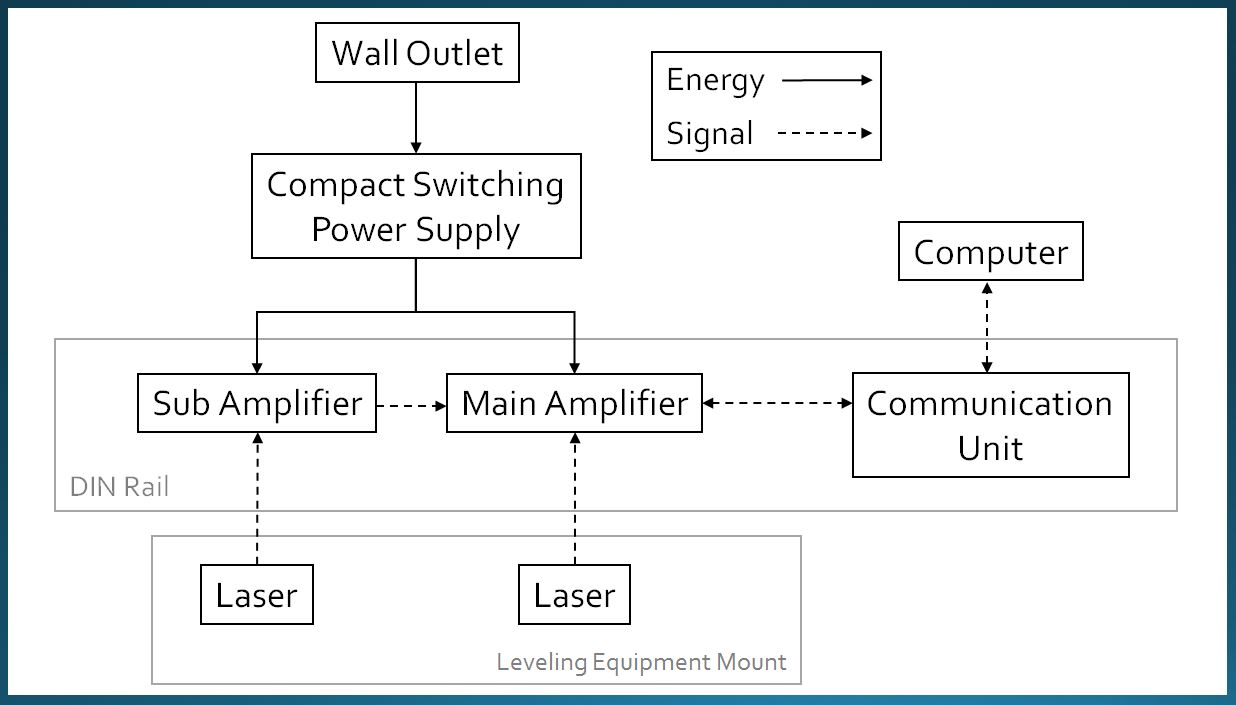 Wall Outlet
Energy
Signal
Compact Switching
Power Supply
Computer
Sub Amplifier
Main Amplifier
Communication
Unit
DIN Rail
Laser
Laser
Leveling Equipment Mount